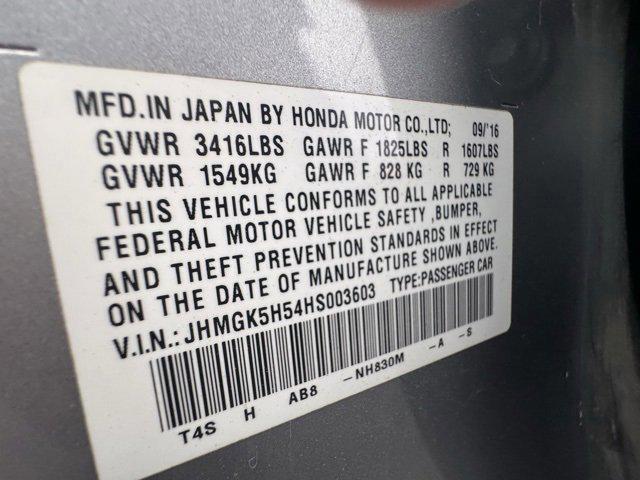 MFD.IN JAPAN BY HONDA MOTOR CO.,LTD; 09/'16
GVWR 3416LBS GAWR F 1825LBS R 1607LBS
GVWR 1549KG GAWR F 828 KG R 729 KG
THIS VEHICLE CONFORMS TO ALL APPLICABLE
FEDERAL MOTOR VEHICLE SAFETY ,BUMPER,
AND THEFT PREVENTION STANDARDS IN EFFECT
ON THE DATE OF MANUFACTURE SHOWN ABOVE.
V.I.N.:JHMGK5H54HS003603 TYPE:PASSENGER CAR
T4S H AB8 -NH830M -A -S